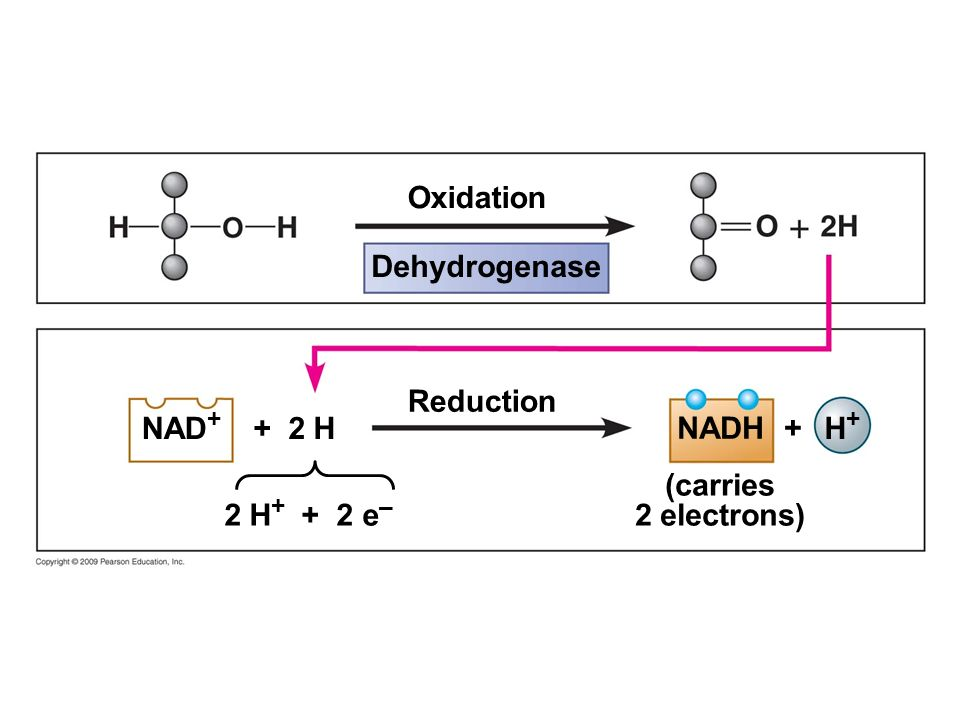 Oxidation
H O H
O + 2H
Dehydrogenase
Reduction
NAD+ + 2 H
NADH + H+
(carries
2 electrons)
2 H+ + 2 e–
Copyright © 2009 Pearson Education, Inc.